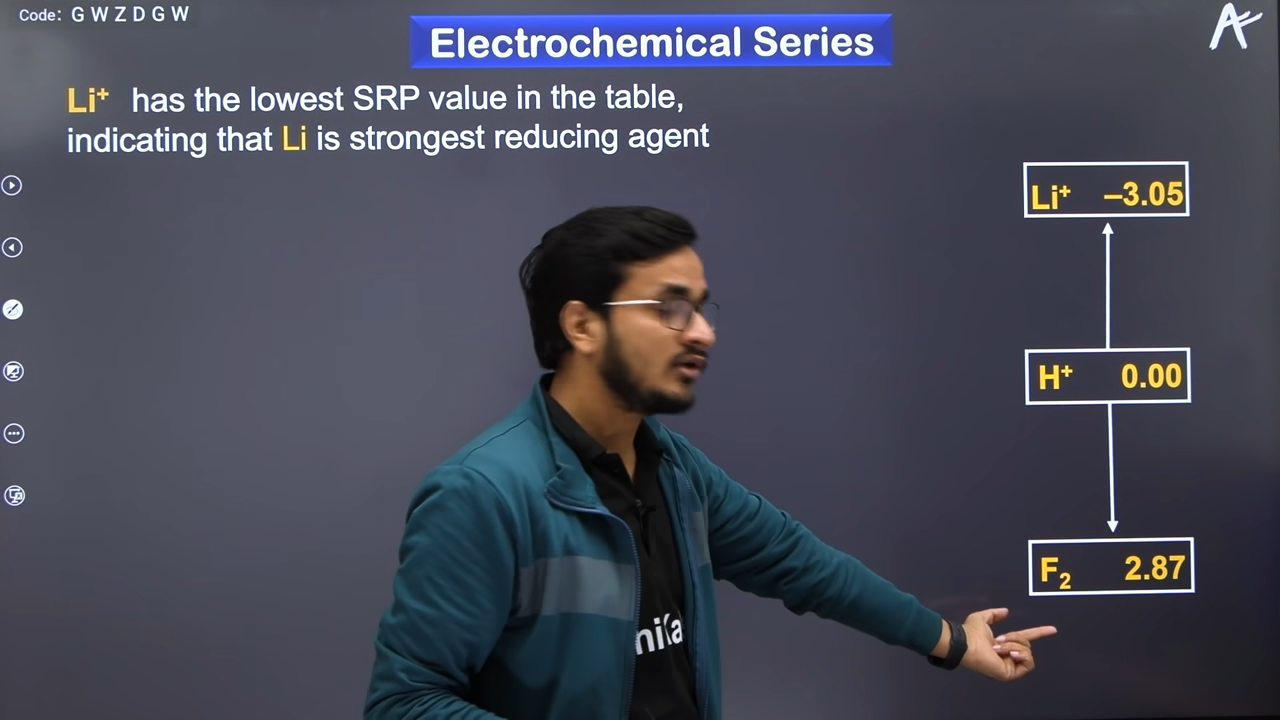 Code: G W Z D G W
Electrochemical Series
Li⁺ has the lowest SRP value in the table,
indicating that Li is strongest reducing agent
Li⁺ –3.05
H⁺ 0.00
F₂ 2.87